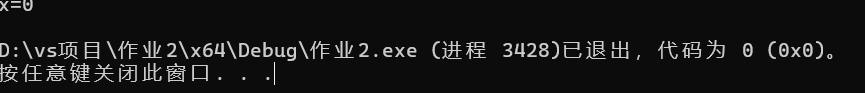 x=0
D:\vs项目\作业2\x64\Debug\作业2.exe (进程 3428)已退出，代码为 0 (0x0)。
按任意键关闭此窗口. . .